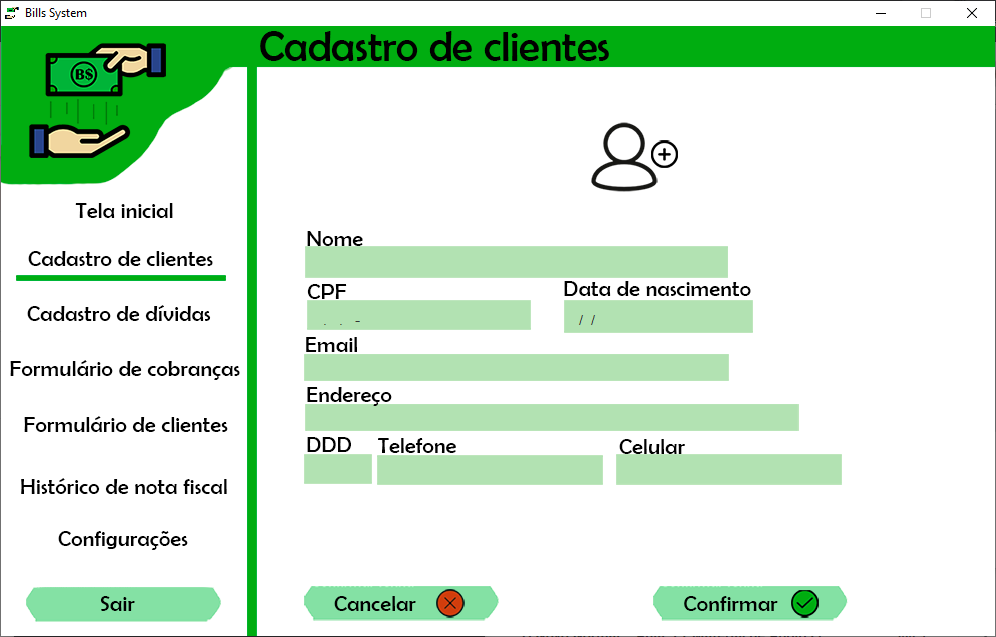 Bills System
Cadastro de clientes
B$
Tela inicial
Cadastro de clientes
Cadastro de dívidas
Formulário de cobranças
Formulário de clientes
Histórico de nota fiscal
Configurações
Sair
Nome
CPF
Data de nascimento
. . -
/ /
Email
Endereço
DDD
Telefone
Celular
Cancelar
Confirmar